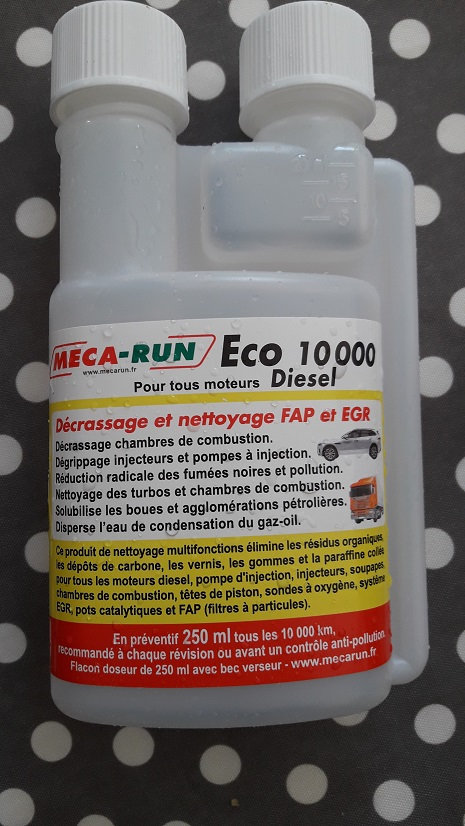 MECA-RUN
www.mecarun.fr
Eco 10 000
Pour tous moteurs Diesel
Décrassage et nettoyage FAP et EGR
Décrassage chambres de combustion.
Dégrippage injecteurs et pompes à injection.
Réduction radicale des fumées noires et pollution.
Nettoyage des turbos et chambres de combustion.
Solubilise les boues et agglomérations pétrolières.
Disperse l'eau de condensation du gaz-oil.
Ce produit de nettoyage multifonctions élimine les résidus organiques,
les dépôts de carbone, les vernis, les gommes et la paraffine collés
pour tous les moteurs diesel, pompe d'injection, injecteurs, soupapes,
chambres de combustion, têtes de piston, sondes à oxygène, système
EGR, pots catalytiques et FAP (filtres à particules).
En préventif 250 ml tous les 10 000 km,
recommandé à chaque révision ou avant un contrôle anti-pollution.
Flacon doseur de 250 ml avec bec verseur - www.mecarun.fr